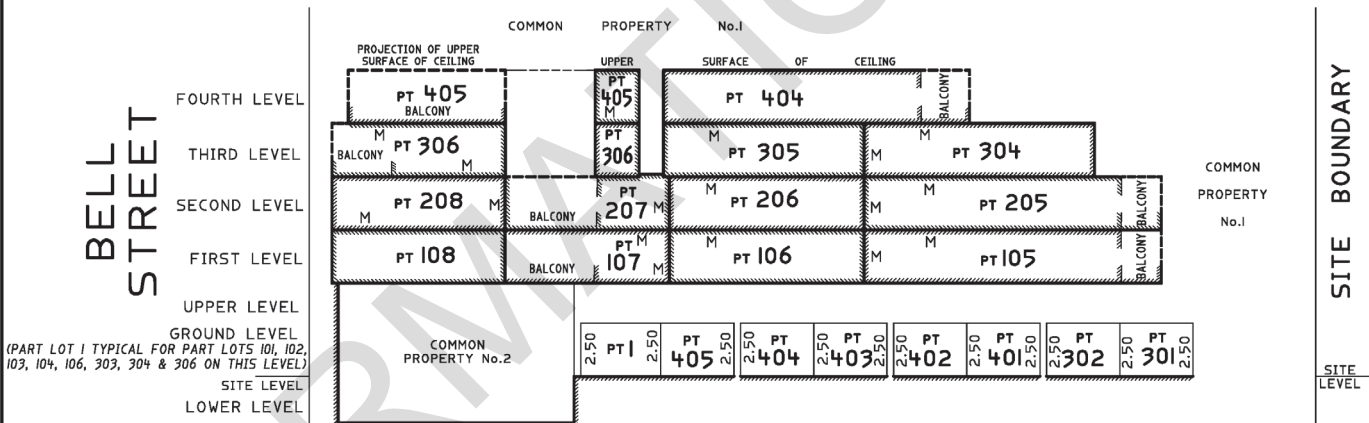 COMMON PROPERTY No.1
PROJECTION OF UPPER
SURFACE OF CEILING
UPPER SURFACE OF CEILING
BELL
STREET
FOURTH LEVEL
PT 405
BALCONY
PT
405
M
PT 404
BALCONY
THIRD LEVEL
BALCONY
M
PT 306
M
PT
306
M
PT 305
M
M
PT 304
SECOND LEVEL
M
PT 208
M
BALCONY
PT
207
M
M
PT 206
M
M
PT 205
BALCONY
FIRST LEVEL
PT 108
BALCONY
PT
107
M
M
M
PT 106
M
M
PT 105
BALCONY
COMMON
PROPERTY
No.1
SITE BOUNDARY
UPPER LEVEL
GROUND LEVEL
(PART LOT 1 TYPICAL FOR PART LOTS 101, 102,
103, 104, 106, 303, 304 & 306 ON THIS LEVEL)
SITE LEVEL
LOWER LEVEL
COMMON
PROPERTY No.2
2.50
PT 1
2.50
PT
405
2.50
2.50
PT
404
2.50
PT
403
2.50
2.50
PT
402
2.50
PT
401
2.50
2.50
PT
302
2.50
PT
301
2.50
SITE
LEVEL